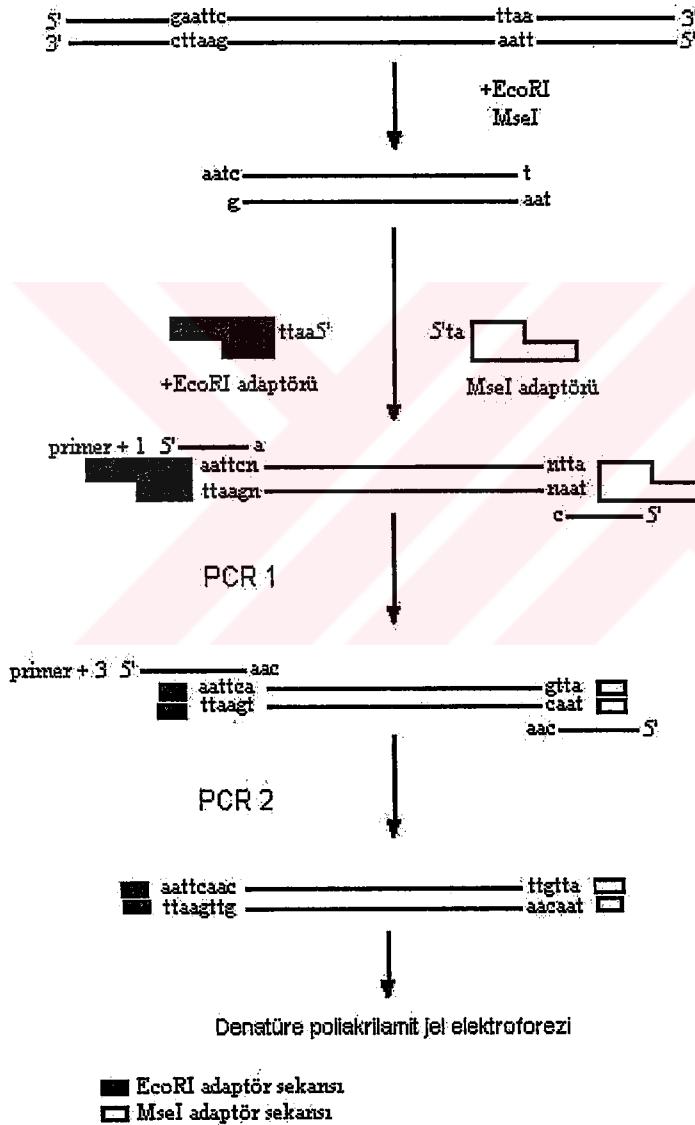 5' gaattc ttaa 3'
3' cttaag aatt 5'
+EcoRI
MseI
aatc t
g aat
ttaa5' 5'ta
+EcoRI adaptörü MseI adaptörü
primer + 1 5' a
aattcn ntta
ttaagn naat
c 5'
PCR 1
primer + 3 5' aac
aattca gtta
ttaagt caat
aac 5'
PCR 2
aattcaac ttgtta
ttaagttg aacaat
Denatüre poliakrilamit jel elektroforezi
EcoRI adaptör sekansı
MseI adaptör sekansı